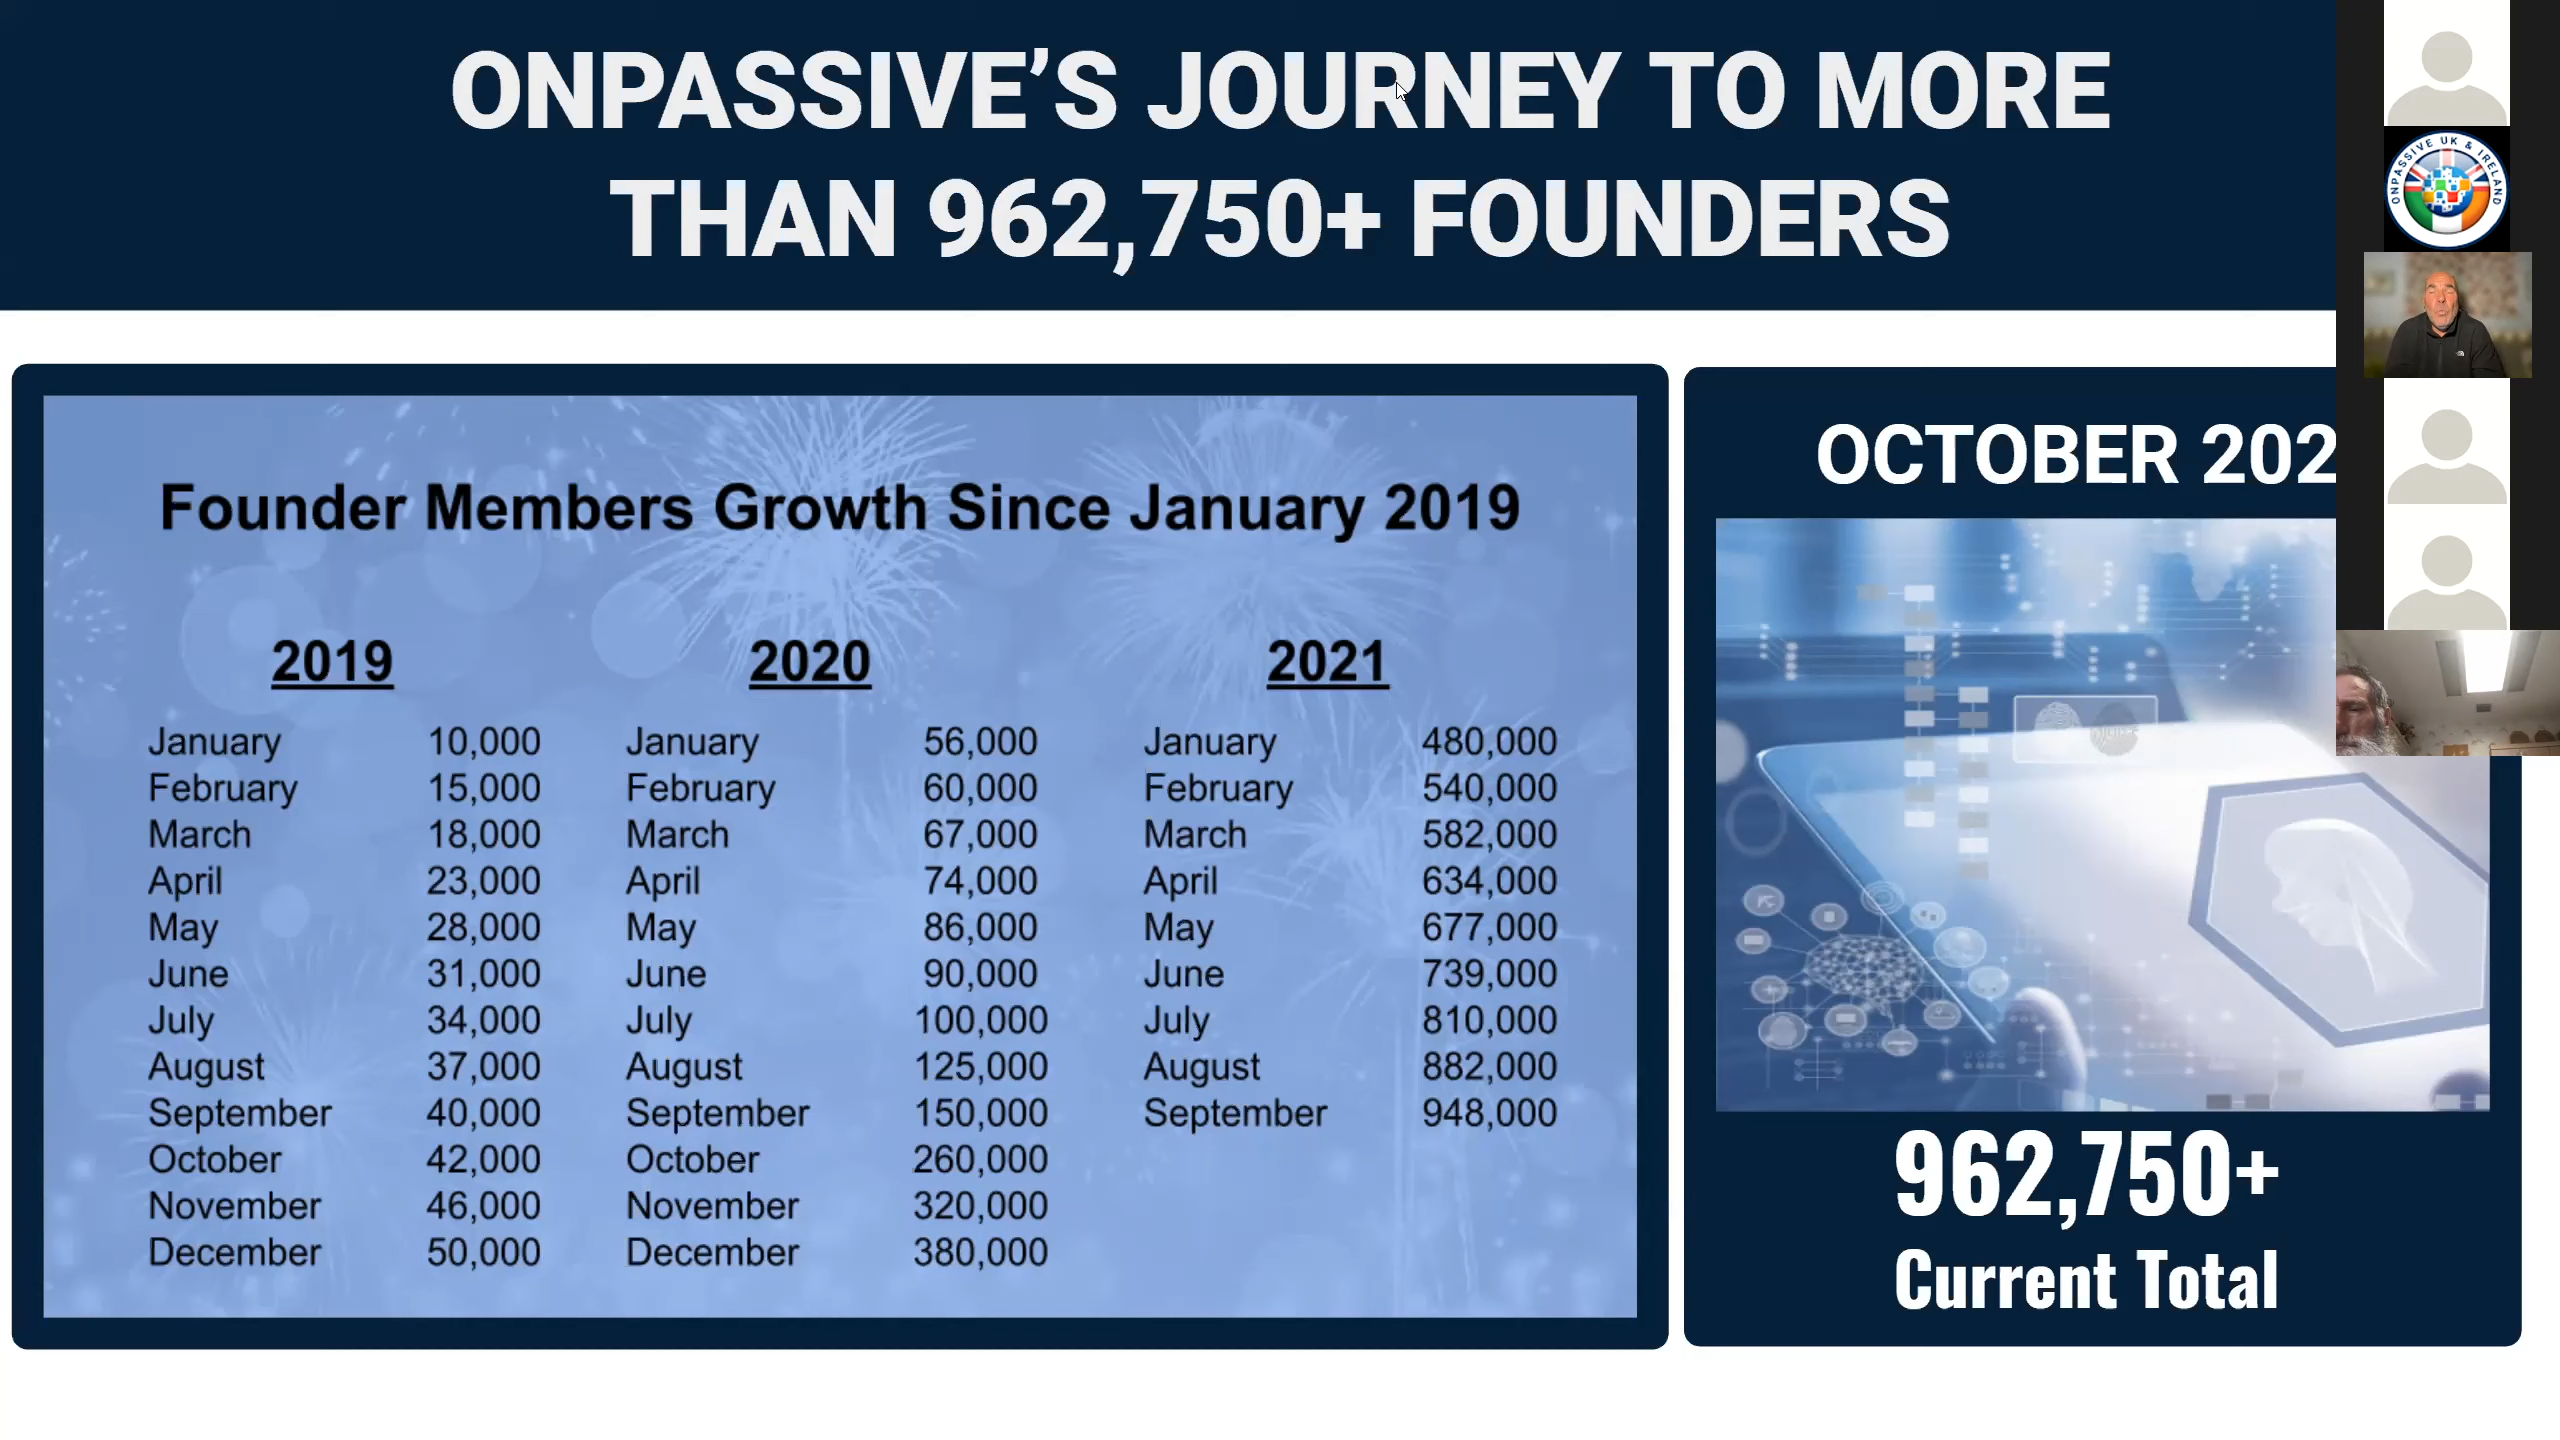 ONPASSIVE’S JOURNEY TO MORE
THAN 962,750+ FOUNDERS
ONPASSIVE UK & IRELAND
Founder Members Growth Since January 2019
2019 2020 2021
January 10,000 January 56,000 January 480,000
February 15,000 February 60,000 February 540,000
March 18,000 March 67,000 March 582,000
April 23,000 April 74,000 April 634,000
May 28,000 May 86,000 May 677,000
June 31,000 June 90,000 June 739,000
July 34,000 July 100,000 July 810,000
August 37,000 August 125,000 August 882,000
September 40,000 September 150,000 September 948,000
October 42,000 October 260,000
November 46,000 November 320,000
December 50,000 December 380,000
OCTOBER 202
962,750+
Current Total